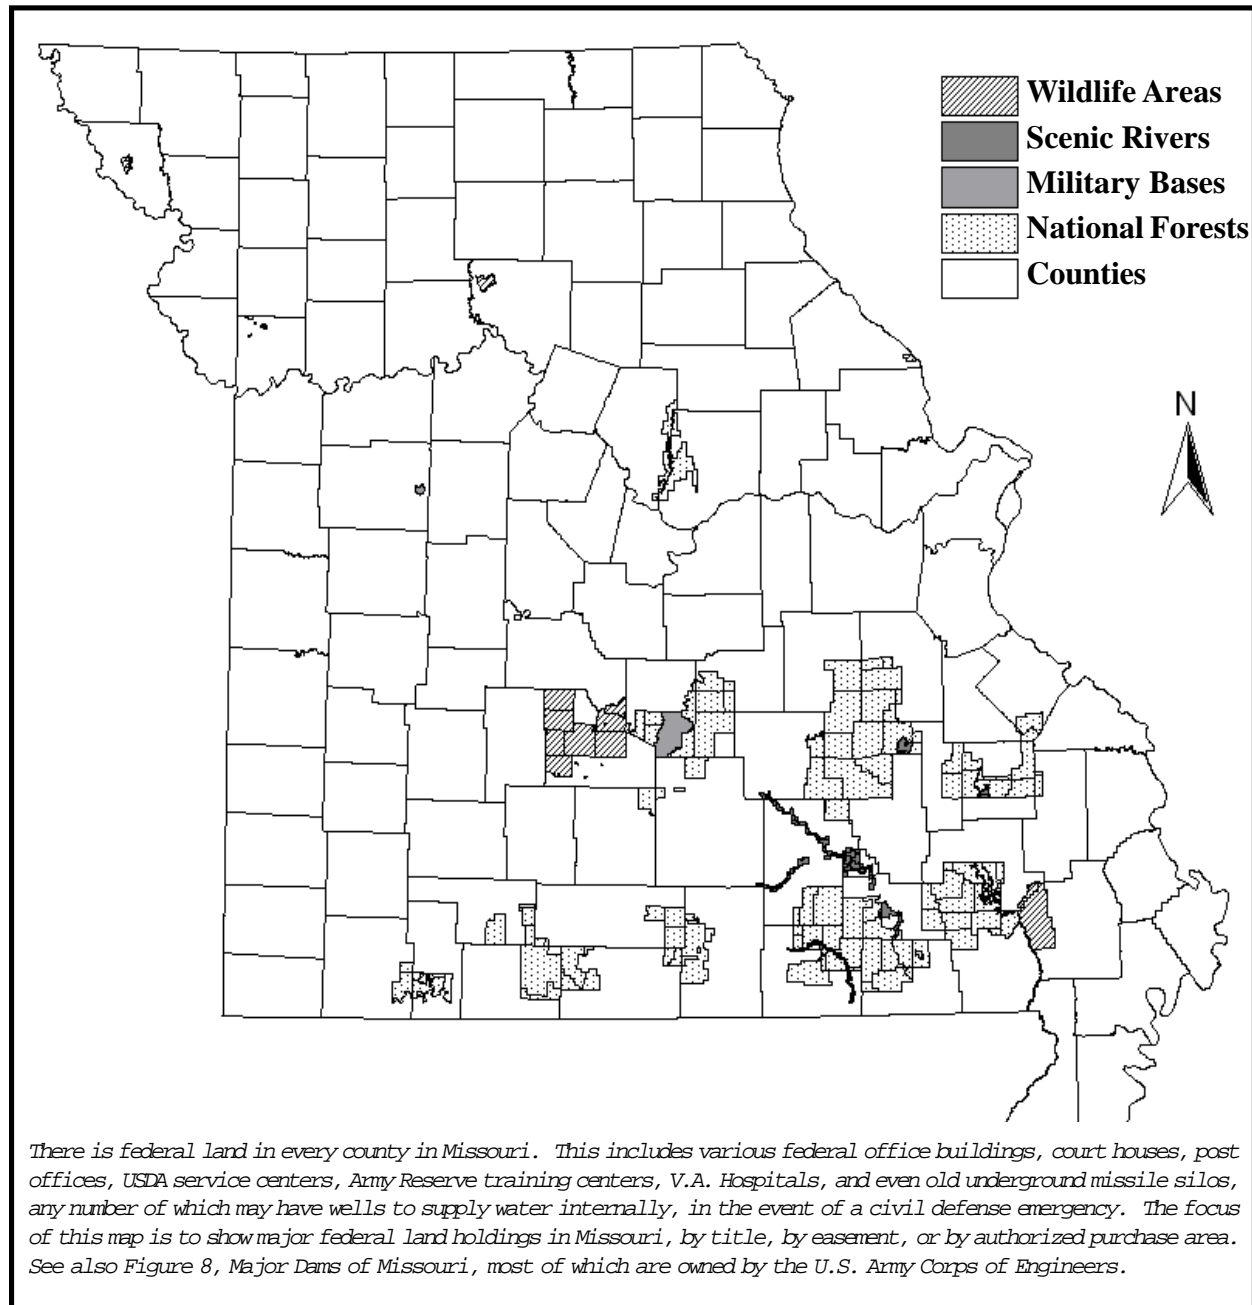 Wildlife Areas
Scenic Rivers
Military Bases
National Forests
Counties
N
There is federal land in every county in Missouri. This includes various federal office buildings, court houses, post
offices, USDA service centers, Army Reserve training centers, V.A. Hospitals, and even old underground missile silos,
any number of which may have wells to supply water internally, in the event of a civil defense emergency. The focus
of this map is to show major federal land holdings in Missouri, by title, by easement, or by authorized purchase area.
See also Figure 8, Major Dams of Missouri, most of which are owned by the U.S. Army Corps of Engineers.